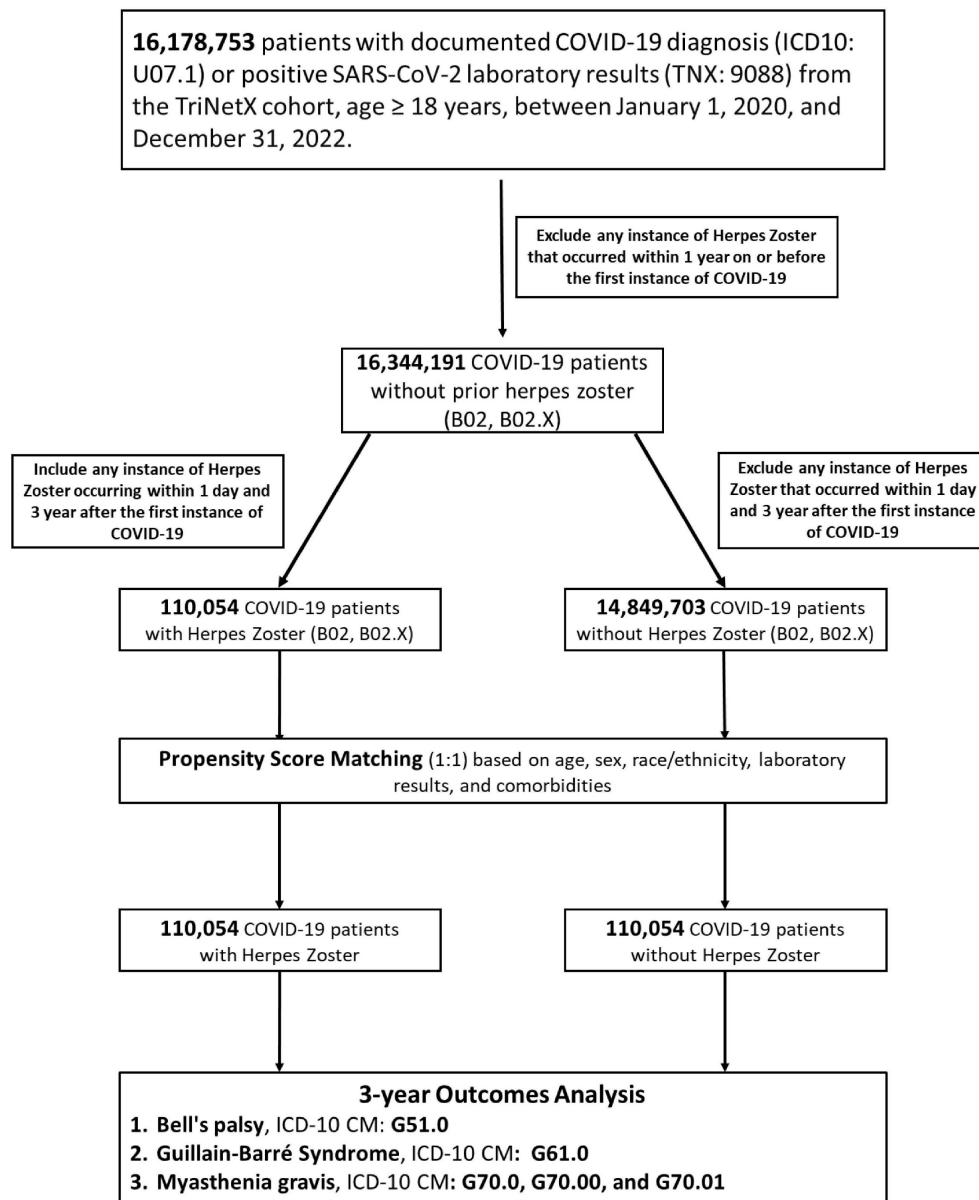 16,178,753 patients with documented COVID-19 diagnosis (ICD10:
U07.1) or positive SARS-CoV-2 laboratory results (TNX: 9088) from
the TriNetX cohort, age ≥ 18 years, between January 1, 2020, and
December 31, 2022.
Exclude any instance of Herpes Zoster
that occurred within 1 year on or before
the first instance of COVID-19
16,344,191 COVID-19 patients
without prior herpes zoster
(B02, B02.X)
Include any instance of Herpes
Zoster occurring within 1 day and
3 year after the first instance of
COVID-19
Exclude any instance of Herpes
Zoster that occurred within 1 day
and 3 year after the first instance
of COVID-19
110,054 COVID-19 patients
with Herpes Zoster (B02, B02.X)
14,849,703 COVID-19 patients
without Herpes Zoster (B02, B02.X)
Propensity Score Matching (1:1) based on age, sex, race/ethnicity, laboratory
results, and comorbidities
110,054 COVID-19 patients
with Herpes Zoster
110,054 COVID-19 patients
without Herpes Zoster
3-year Outcomes Analysis
1. Bell's palsy, ICD-10 CM: G51.0
2. Guillain-Barré Syndrome, ICD-10 CM: G61.0
3. Myasthenia gravis, ICD-10 CM: G70.0, G70.00, and G70.01